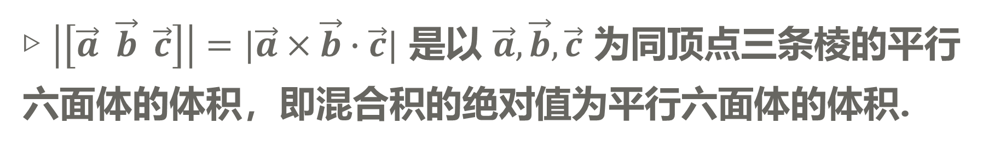 ▷ |[a⃗ b⃗ c⃗]| = |a⃗ × b⃗ · c⃗| 是以 a⃗, b⃗, c⃗ 为同顶点三条棱的平行
六面体的体积，即混合积的绝对值为平行六面体的体积.